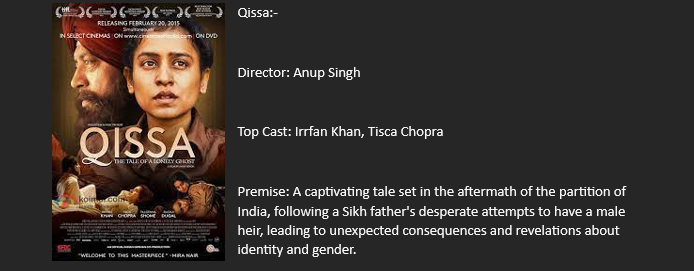 Qissa:-
RELEASING FEBRUARY 20, 2015
Simultaneously
IN SELECT CINEMAS | ON www.cinemasofindia.com | ON DVD
Director: Anup Singh
Top Cast: Irrfan Khan, Tisca Chopra
QISSA
THE TALE OF A LONELY GHOST
KHAN CHOPRA SHOME DUGAL
Premise: A captivating tale set in the aftermath of the partition of
India, following a Sikh father's desperate attempts to have a male
heir, leading to unexpected consequences and revelations about
identity and gender.
"WELCOME TO THIS MASTERPIECE" -MIRA NAIR